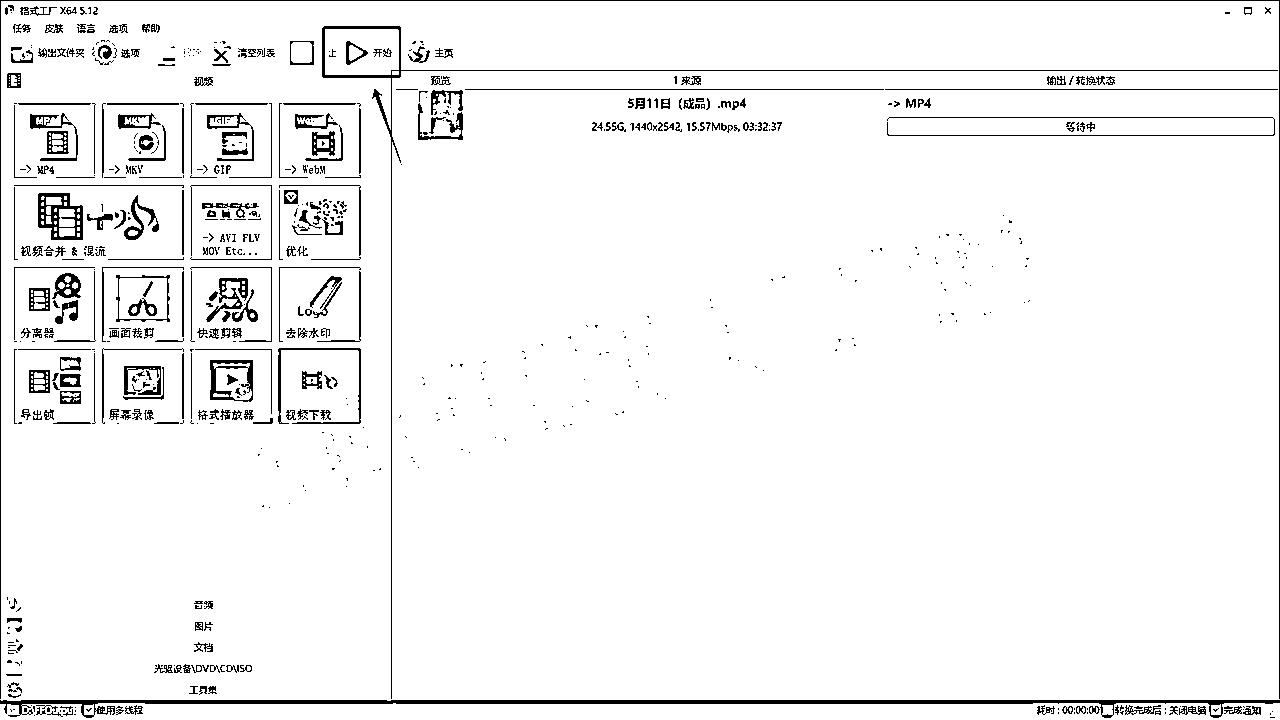 格式工厂 X64 5.12
任务 皮肤 语言 选项 帮助
输出文件夹 选项 清空列表 止 开始 主页
视频
预览 1 来源 输出 / 转换状态
5月11日（成品）.mp4 -> MP4
24.55G, 1440x2542, 15.57Mbps, 03:32:37 等待中
-> MP4 -> MKV -> GIF -> WebM
视频合并 & 混流 -> AVI FLV MOV Etc... 优化
分离器 画面裁剪 快速剪辑 Logo 去除水印
导出帧 屏幕录像 格式播放器 视频下载
音频
图片
文档
光驱设备\DVD\CD\ISO
工具集
使用多线程 耗时 : 00:00:00 转换完成后 : 关闭电脑 完成通知